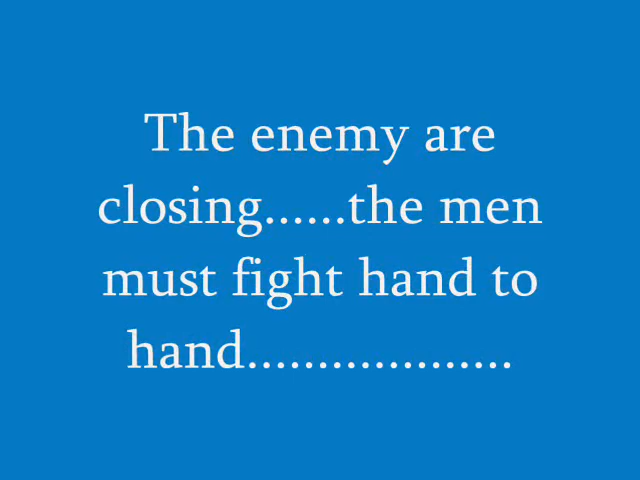 The enemy are
closing......the men
must fight hand to
hand...................